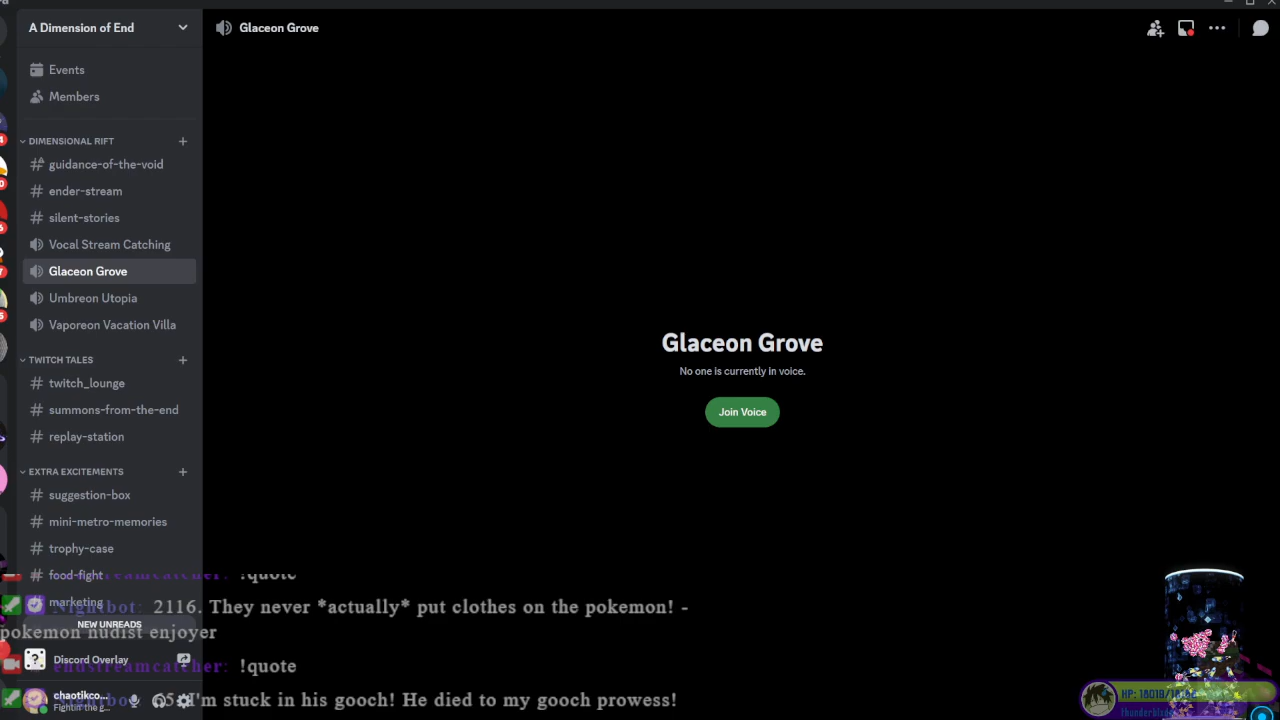 A Dimension of End
Glaceon Grove
Events
Members
DIMENSIONAL RIFT
guidance-of-the-void
ender-stream
silent-stories
Vocal Stream Catching
Glaceon Grove
Umbreon Utopia
Vaporeon Vacation Villa
TWITCH TALES
twitch_lounge
summons-from-the-end
replay-station
EXTRA EXCITEMENTS
suggestion-box
mini-metro-memories
trophy-case
food-fight
marketing
NEW UNREADS
Discord Overlay
chaotikco...
Glaceon Grove
No one is currently in voice.
Join Voice
!quote
Nightbot: 2116. They never *actually* put clothes on the pokemon! -
pokemon nudist enjoyer
endstreamcatcher: !quote
I'm stuck in his gooch! He died to my gooch prowess!